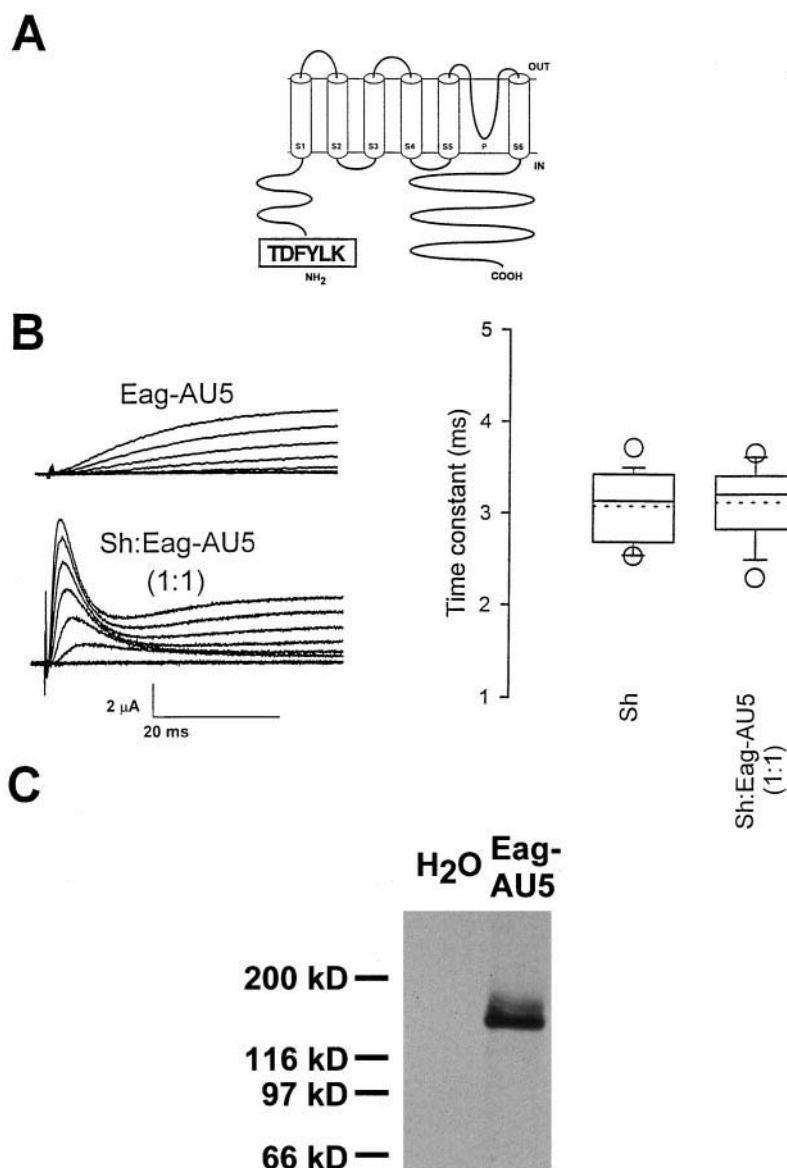 A
OUT
S1 S2 S3 S4 S5 P S6
IN
TDFYLK
NH2
COOH
B
Eag-AU5
Sh:Eag-AU5
(1:1)
2 μA
20 ms
5
4
3
2
1
Time constant (ms)
Sh
Sh:Eag-AU5
(1:1)
C
H2O
Eag-
AU5
200 kD
116 kD
97 kD
66 kD